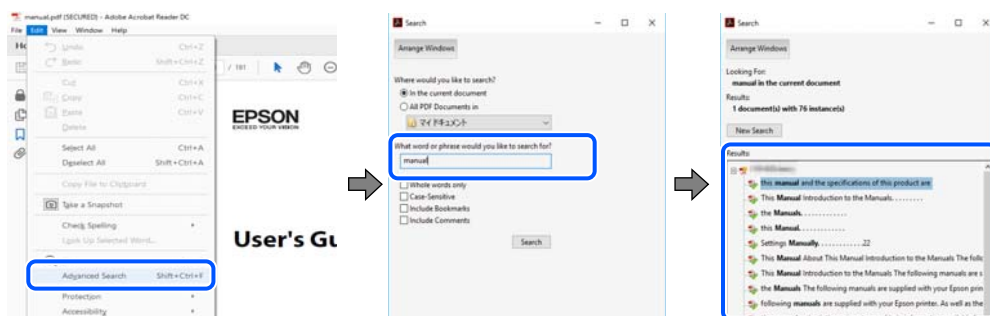 manual.pdf (SECURED) - Adobe Acrobat Reader DC
File Edit View Window Help
Undo Ctrl+Z
Shift+Ctrl+Z
Cut Ctrl+X
Copy Ctrl+C
Paste Ctrl+V
Delete
Select All Ctrl+A
Deselect All Shift+Ctrl+A
Copy File to Clipboard
Take a Snapshot
Check Spelling
Look Up Selected Word...
Advanced Search Shift+Ctrl+F
Protection
Accessibility
/ 191
EPSON
EXCEED YOUR VISION
User's Gu
Search
Arrange Windows
Where would you like to search?
In the current document
All PDF Documents in
マイ ドキュメント
What word or phrase would you like to search for?
manual
Whole words only
Case-Sensitive
Include Bookmarks
Include Comments
Search
Search
Arrange Windows
Looking For:
manual in the current document
Results:
1 document(s) with 76 instance(s)
New Search
Results:
this manual and the specifications of this product are
This Manual Introduction to the Manuals.........
the Manuals.............
this Manual.............
Settings Manually.............22
This Manual About This Manual Introduction to the Manuals The follo
This Manual Introduction to the Manuals The following manuals are s
the Manuals The following manuals are supplied with your Epson prin
following manuals are supplied with your Epson printer. As well as the